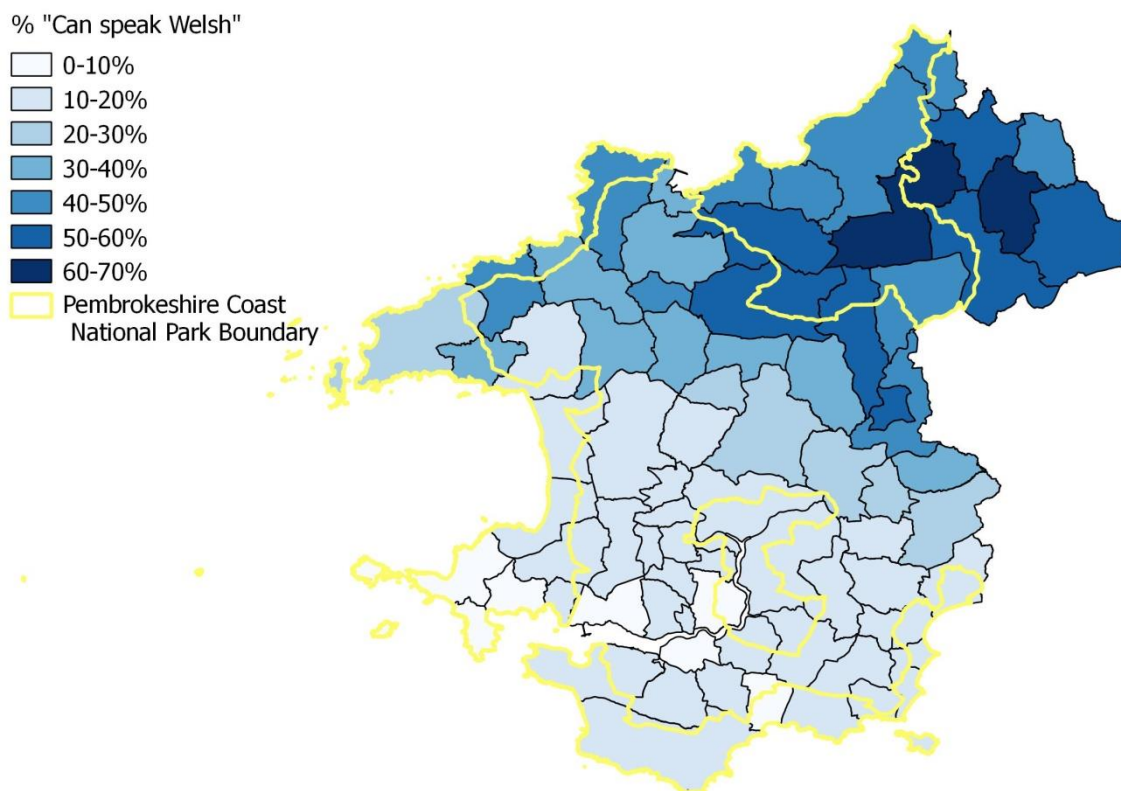 % "Can speak Welsh"
0-10%
10-20%
20-30%
30-40%
40-50%
50-60%
60-70%
Pembrokeshire Coast
National Park Boundary